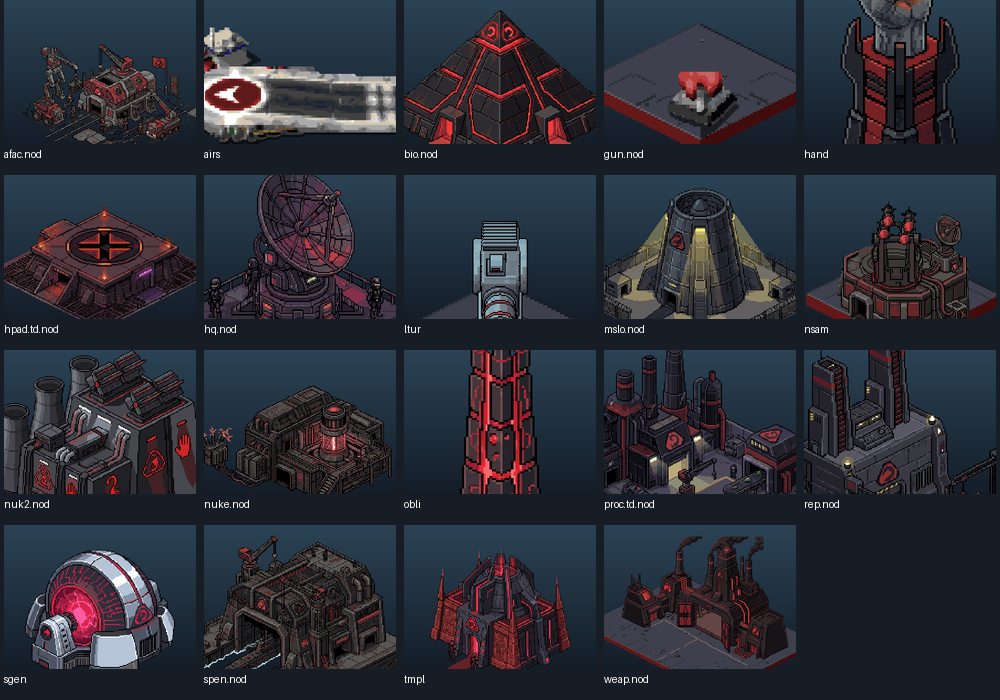 afac.nod
airs
bio.nod
gun.nod
hand
hpad.td.nod
hq.nod
ltur
mslo.nod
nsam
nuk2.nod
nuke.nod
obli
proc.td.nod
rep.nod
sgen
spen.nod
tmpl
weap.nod